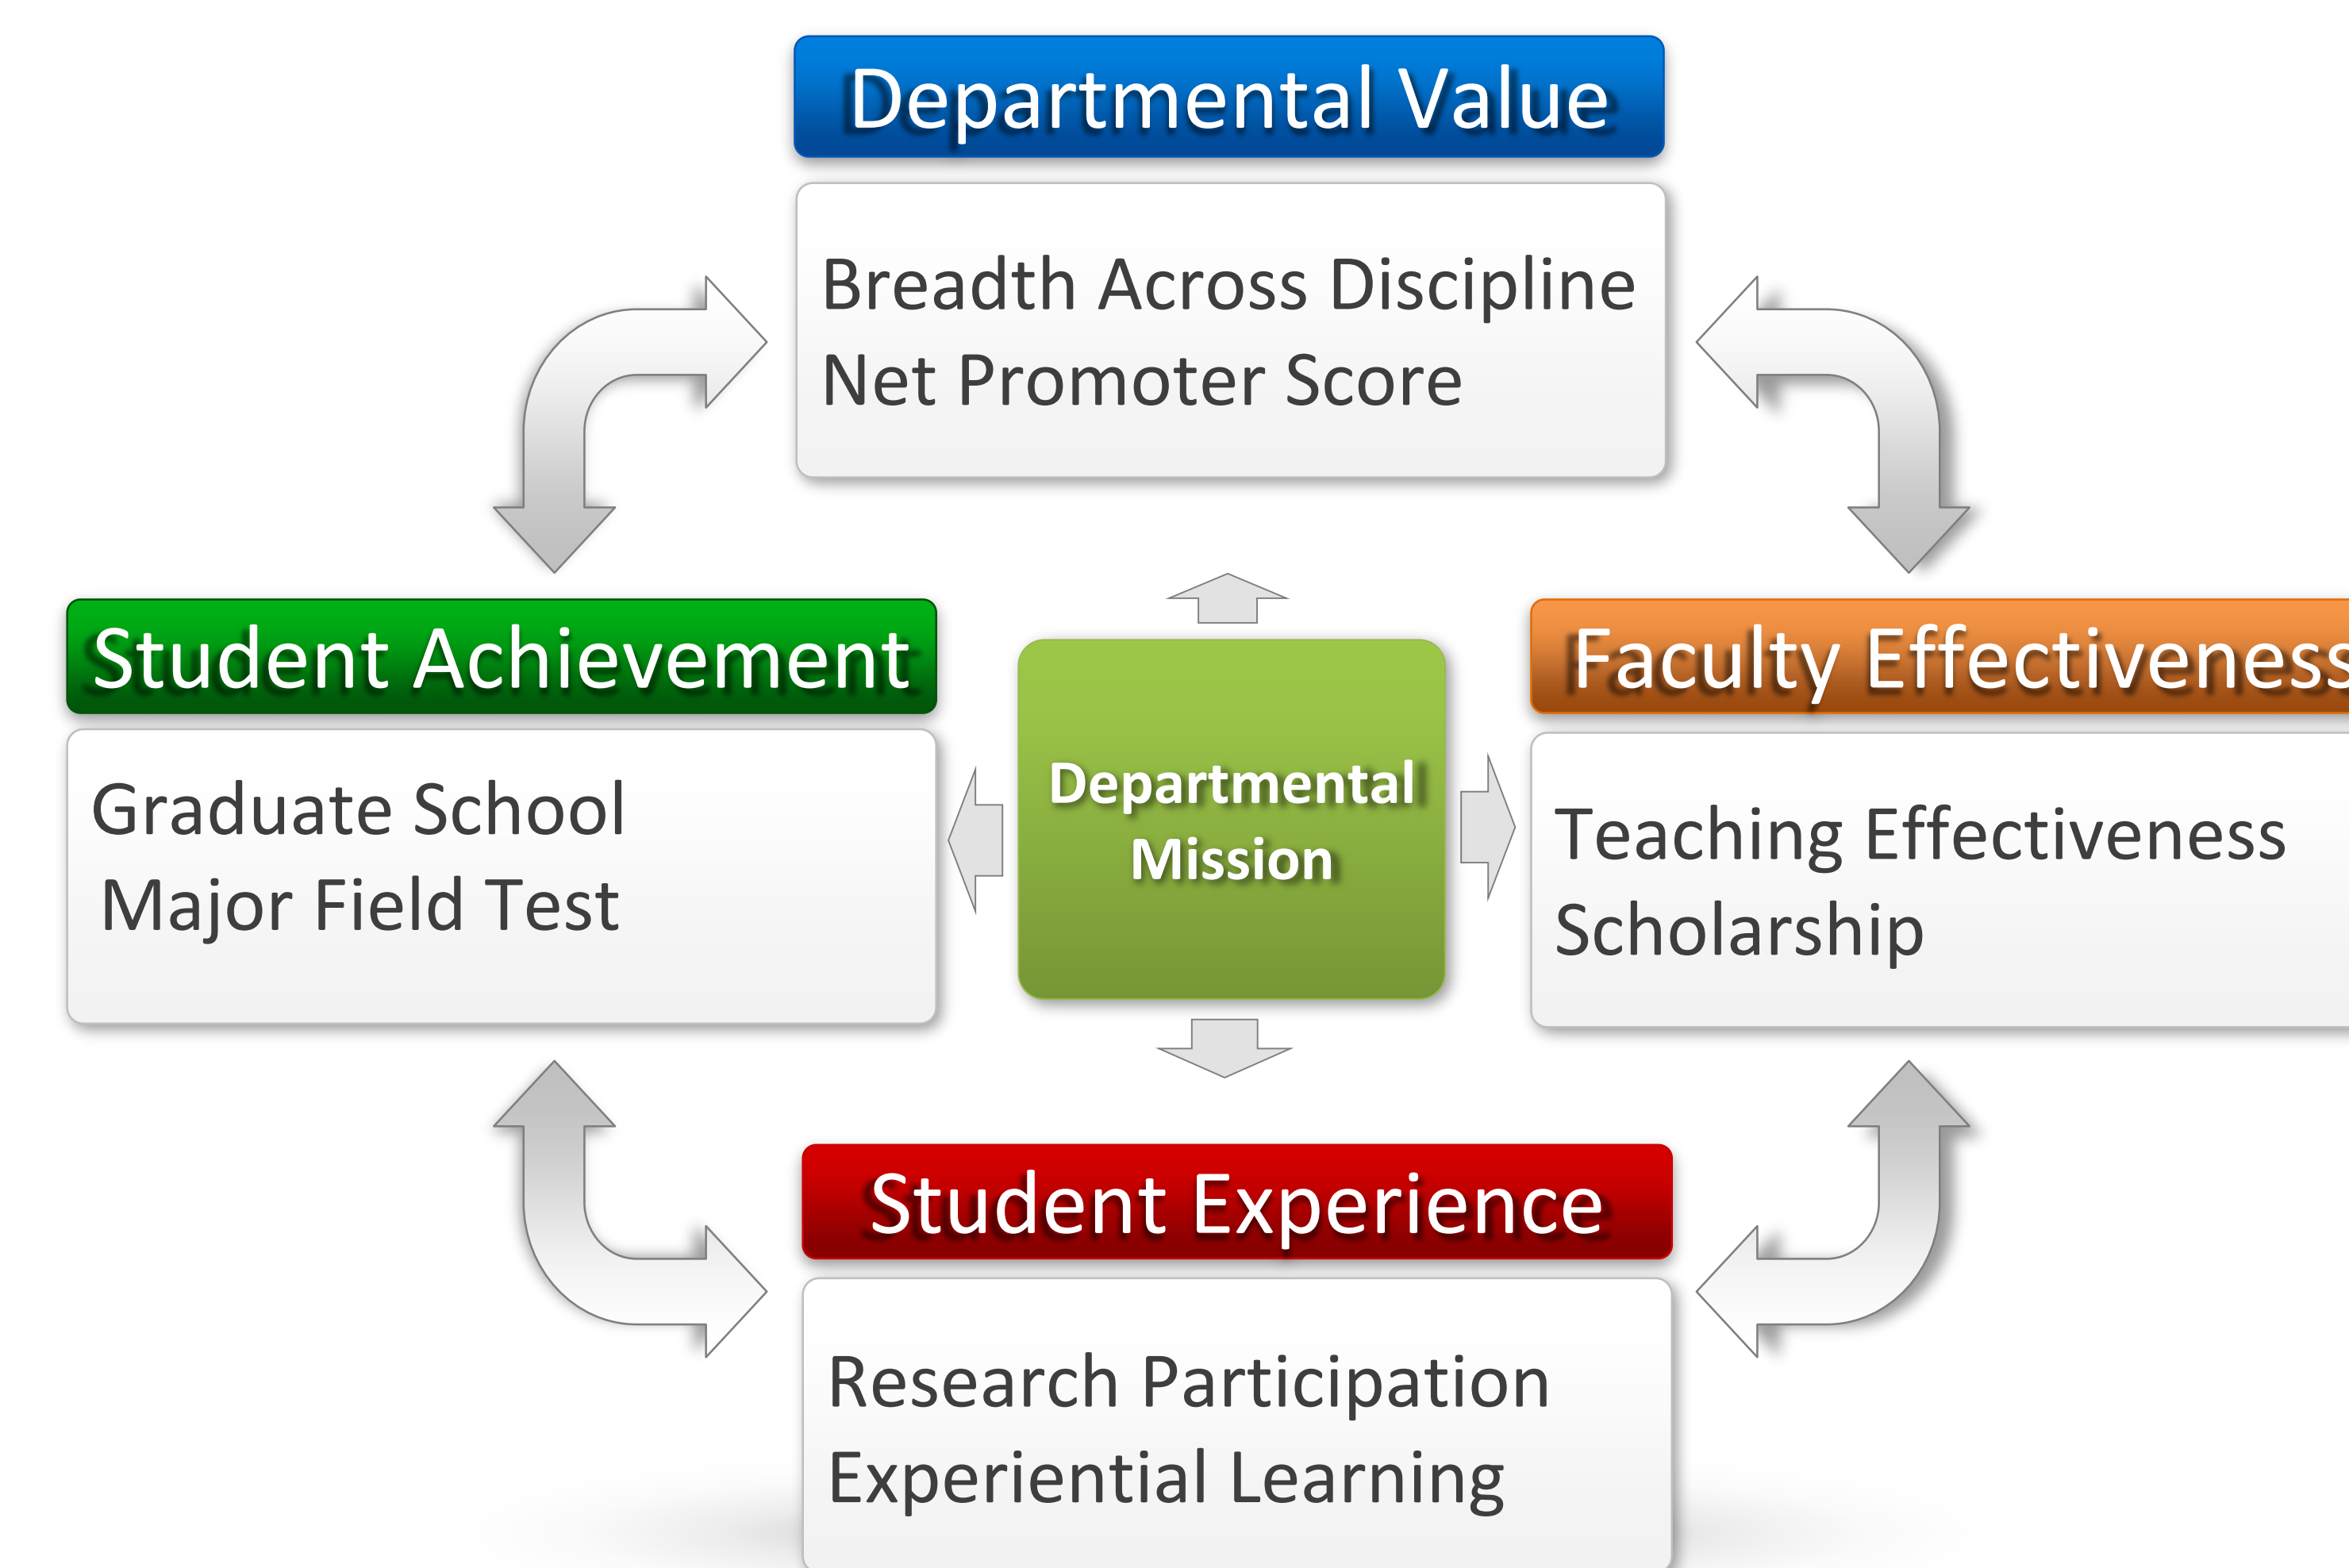 Departmental Value
Breadth Across Discipline
Net Promoter Score
Student Achievement
Graduate School
Major Field Test
Departmental
Mission
Faculty Effectiveness
Teaching Effectiveness
Scholarship
Student Experience
Research Participation
Experiential Learning